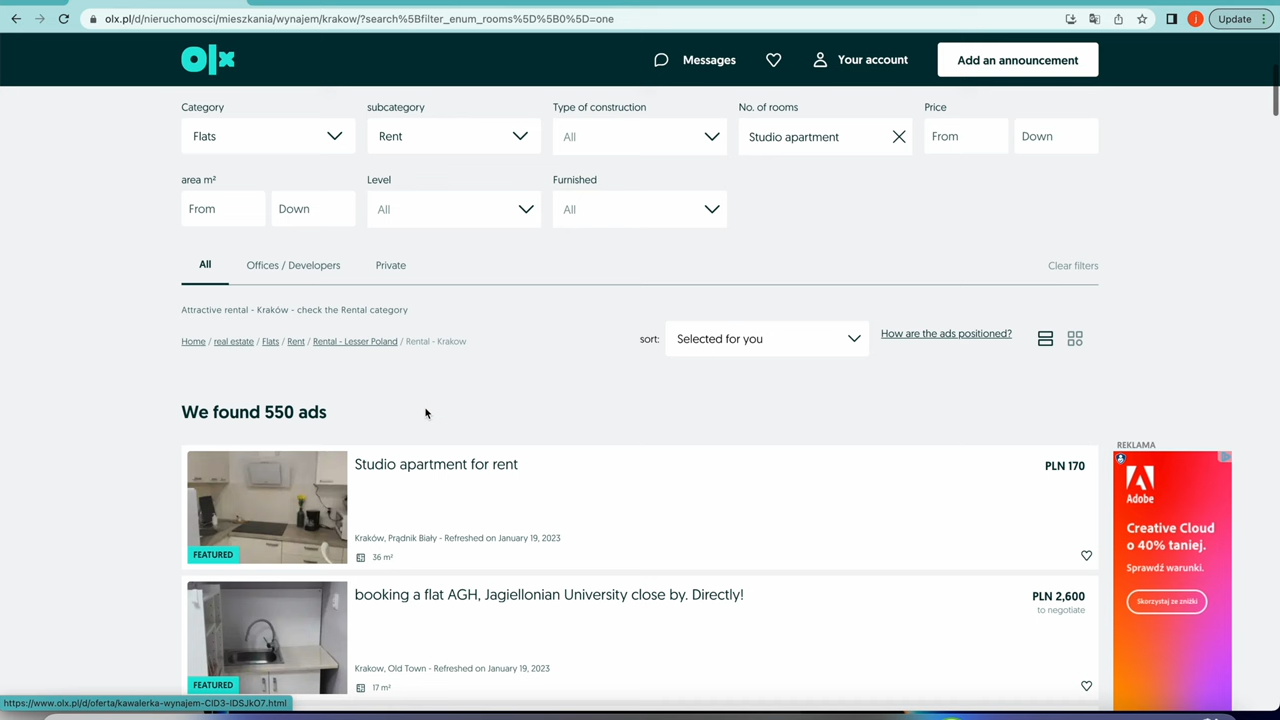 olx.pl/d/nieruchomosci/mieszkania/wynajem/krakow/?search%5Bfilter_enum_rooms%5D%5B0%5D=one
j
Update
olx
Messages
Your account
Add an announcement
Category
subcategory
Type of construction
No. of rooms
Price
Flats
Rent
All
Studio apartment
From
Down
area m²
Level
Furnished
From
Down
All
All
All
Offices / Developers
Private
Clear filters
Attractive rental - Kraków - check the Rental category
Home / real estate / Flats / Rent / Rental - Lesser Poland / Rental - Krakow
sort:
Selected for you
How are the ads positioned?
We found 550 ads
REKLAMA
Studio apartment for rent
PLN 170
Kraków, Prądnik Biały - Refreshed on January 19, 2023
36 m²
FEATURED
booking a flat AGH, Jagiellonian University close by. Directly!
PLN 2,600
to negotiate
Krakow, Old Town - Refreshed on January 19, 2023
17 m²
FEATURED
Adobe
Creative Cloud
o 40% taniej.
Sprawdź warunki.
Skorzystaj ze zniżki
https://www.olx.pl/d/oferta/kawalerka-wynajem-CID3-IDSJkO7.html